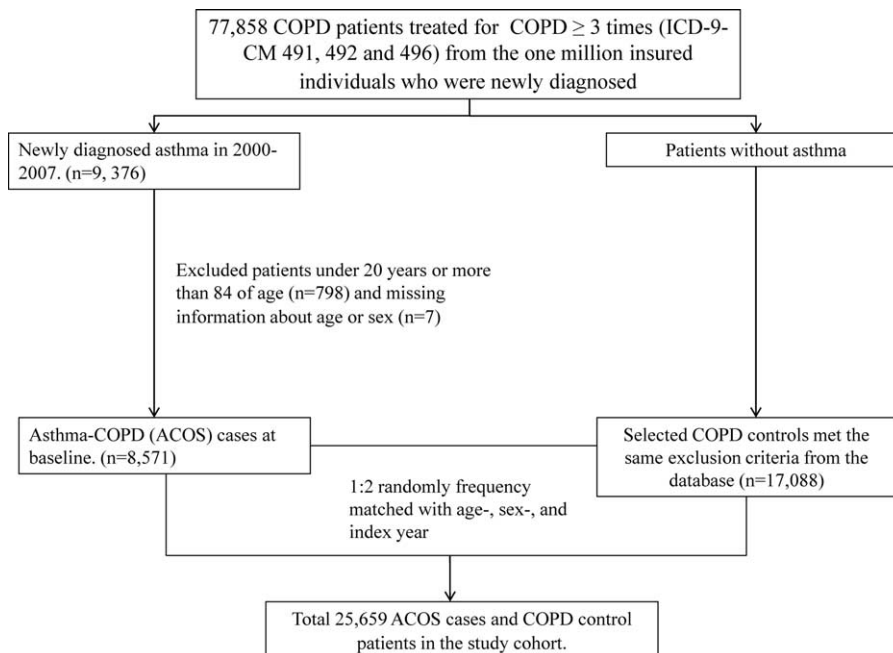 77,858 COPD patients treated for COPD ≥ 3 times (ICD-9-
CM 491, 492 and 496) from the one million insured
individuals who were newly diagnosed
Newly diagnosed asthma in 2000-
2007. (n=9, 376)
Patients without asthma
Excluded patients under 20 years or more
than 84 of age (n=798) and missing
information about age or sex (n=7)
Asthma-COPD (ACOS) cases at
baseline. (n=8,571)
Selected COPD controls met the
same exclusion criteria from the
database (n=17,088)
1:2 randomly frequency
matched with age-, sex-, and
index year
Total 25,659 ACOS cases and COPD control
patients in the study cohort.